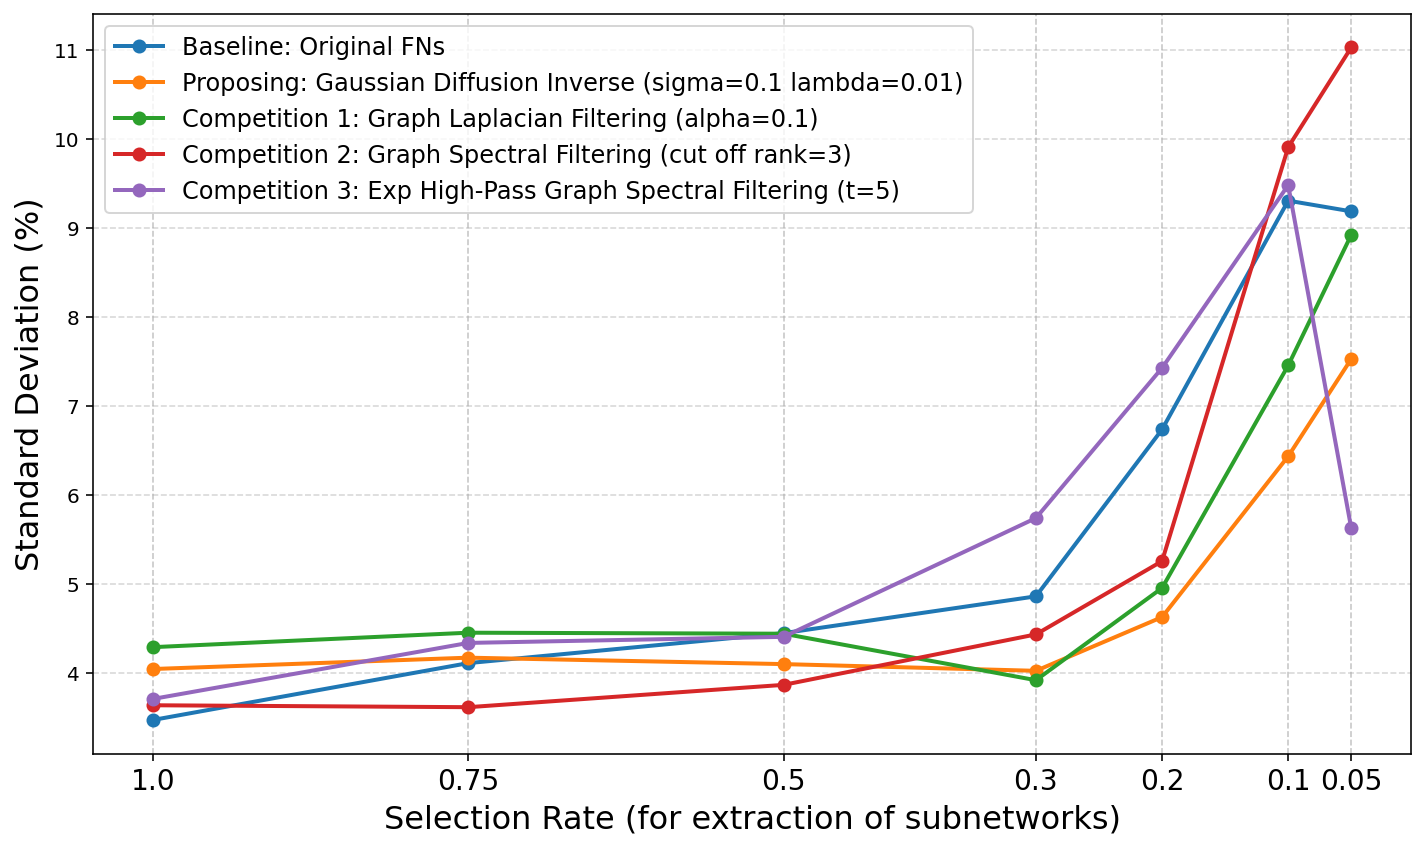 Baseline: Original FNs
Proposing: Gaussian Diffusion Inverse (sigma=0.1 lambda=0.01)
Competition 1: Graph Laplacian Filtering (alpha=0.1)
Competition 2: Graph Spectral Filtering (cut off rank=3)
Competition 3: Exp High-Pass Graph Spectral Filtering (t=5)
Standard Deviation (%)
11
10
9
8
7
6
5
4
1.0 0.75 0.5 0.3 0.2 0.1 0.05
Selection Rate (for extraction of subnetworks)